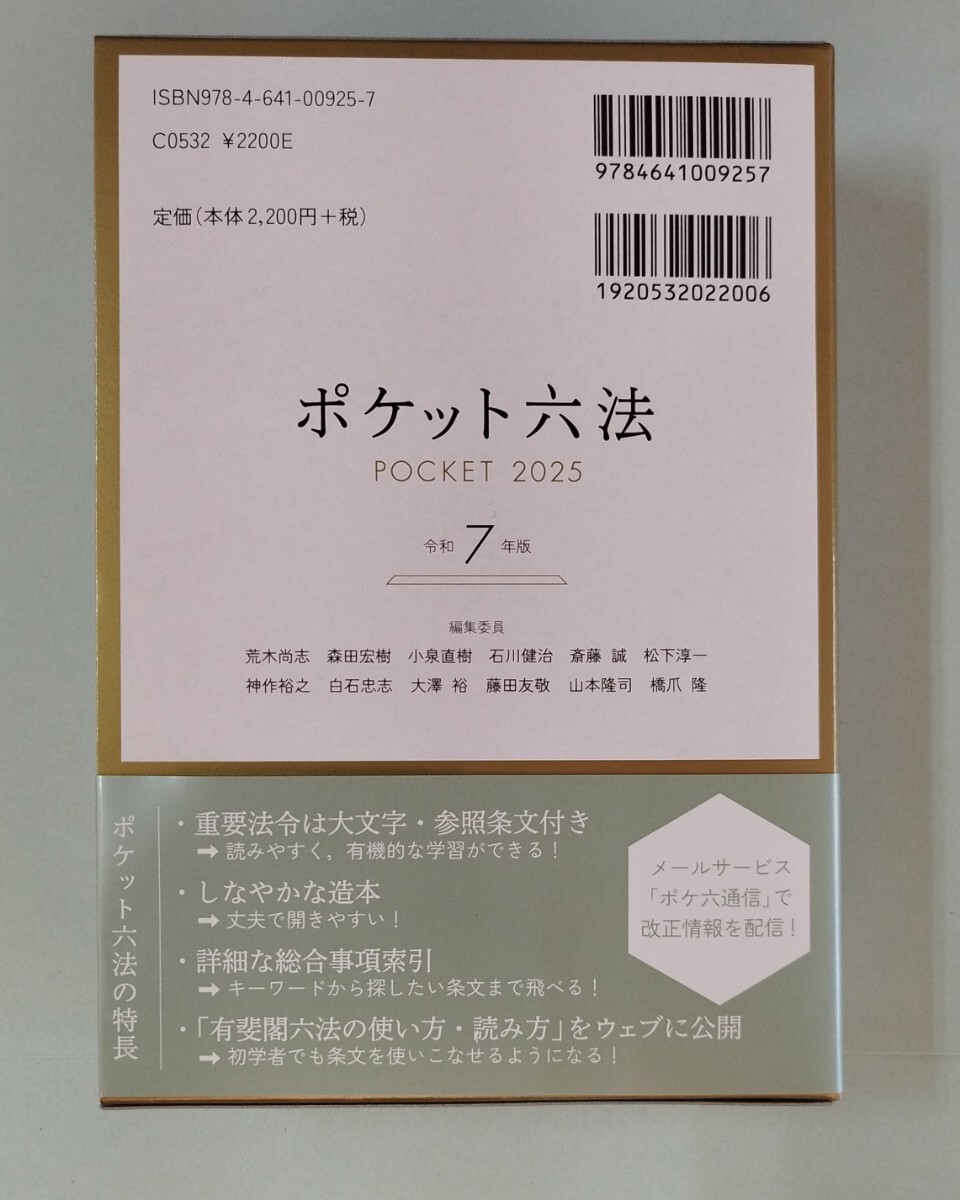 ISBN978-4-641-00925-7
C0532 ¥2200E
定価(本体2,200円+税)
9784641009257
1920532022006
ポケット六法
POCKET 2025
令和7年版
編集委員
荒木尚志 森田宏樹 小泉直樹 石川健治 斎藤 誠 松下淳一
神作裕之 白石忠志 大澤 裕 藤田友敬 山本隆司 橋爪 隆
ポケット六法の特長
・重要法令は大文字・参照条文付き
➡ 読みやすく，有機的な学習ができる！
・しなやかな造本
➡ 丈夫で開きやすい！
・詳細な総合事項索引
➡ キーワードから探したい条文まで飛べる！
・「有斐閣六法の使い方・読み方」をウェブに公開
➡ 初学者でも条文を使いこなせるようになる！
メールサービス
「ポケ六通信」で
改正情報を配信！